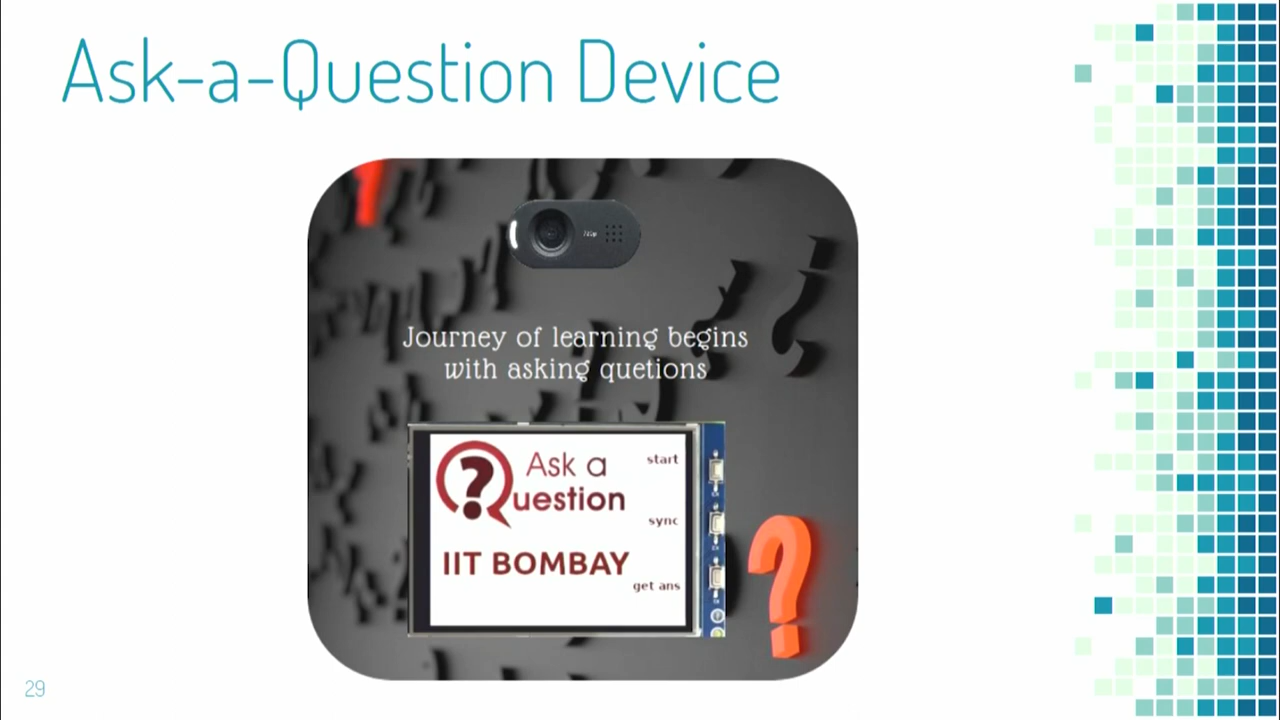 Ask-a-Question Device
720p
Journey of learning begins
with asking quetions
Ask a
Question
start
sync
IIT BOMBAY
get ans
29